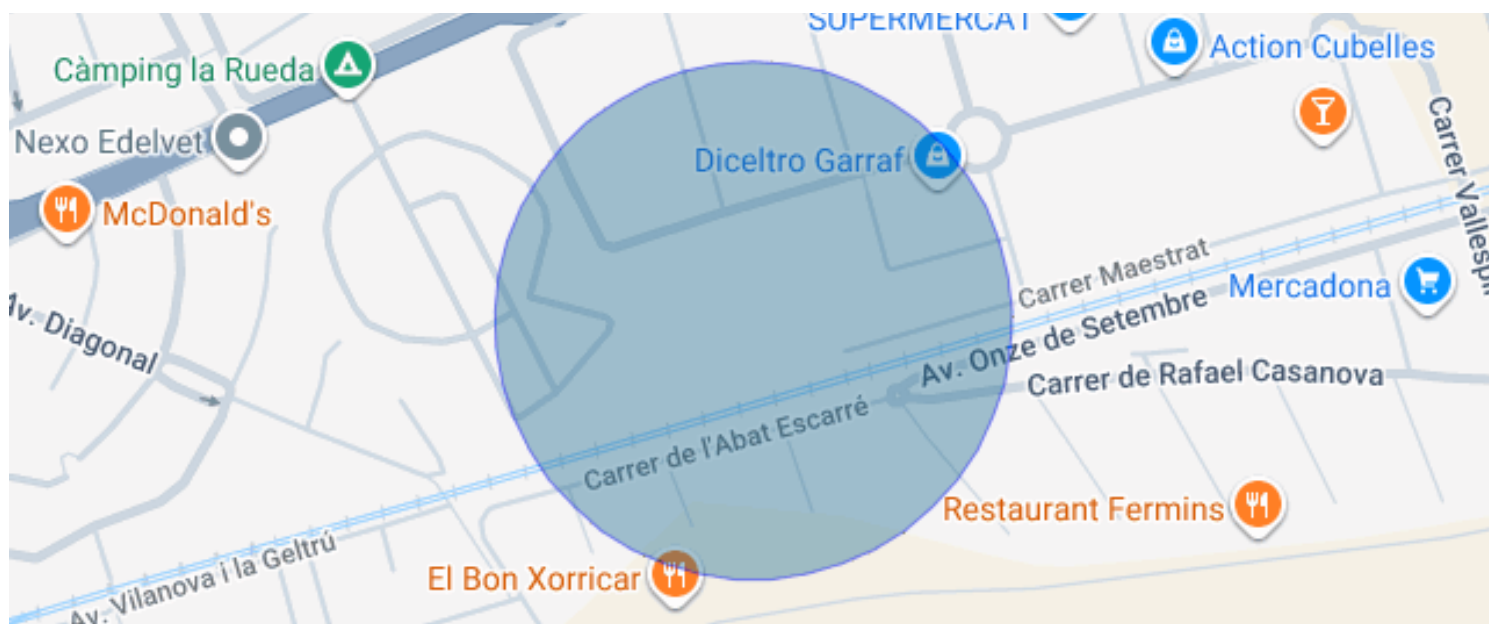 SUPERMERCAT
Action Cubelles
Càmping la Rueda
Nexo Edelvet
Diceltro Garraf
McDonald's
Carrer Vallespir
Carrer Maestrat
Mercadona
Av. Diagonal
Av. Onze de Setembre
Carrer de Rafael Casanova
Carrer de l'Abat Escarré
Restaurant Fermins
El Bon Xorricar
Av. Vilanova i la Geltrú